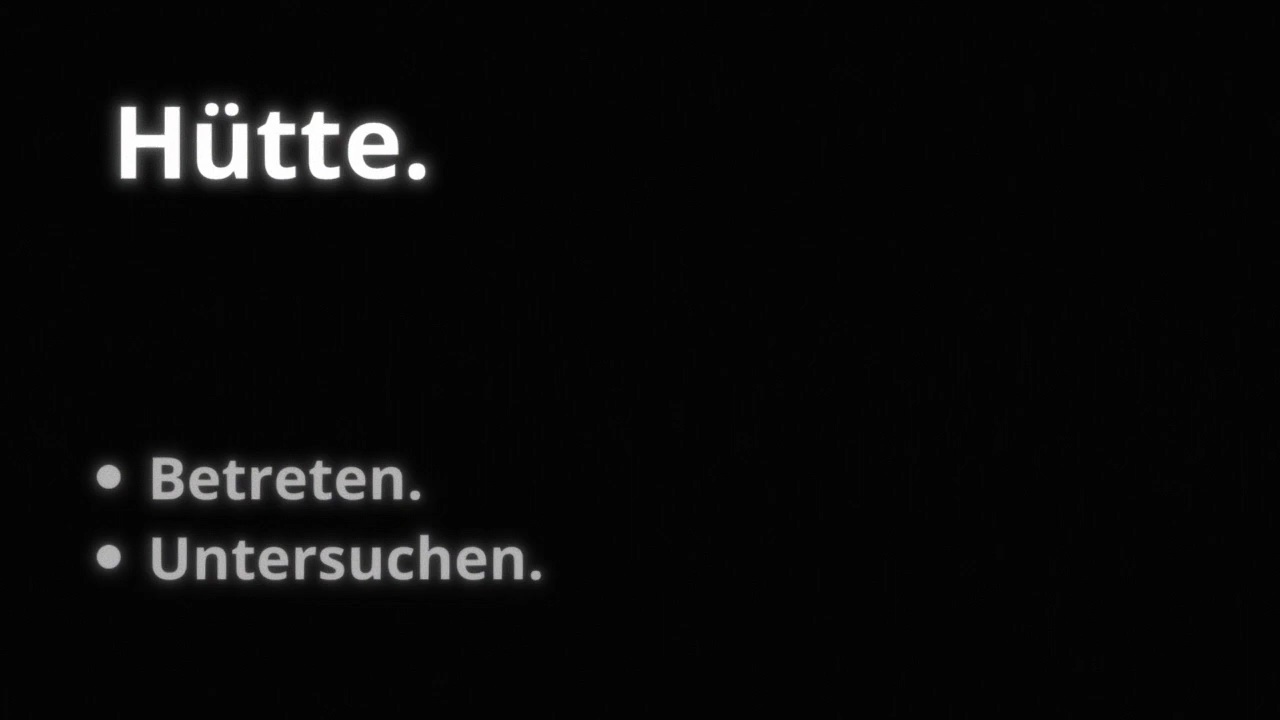 Hütte.
• Betreten.
• Untersuchen.